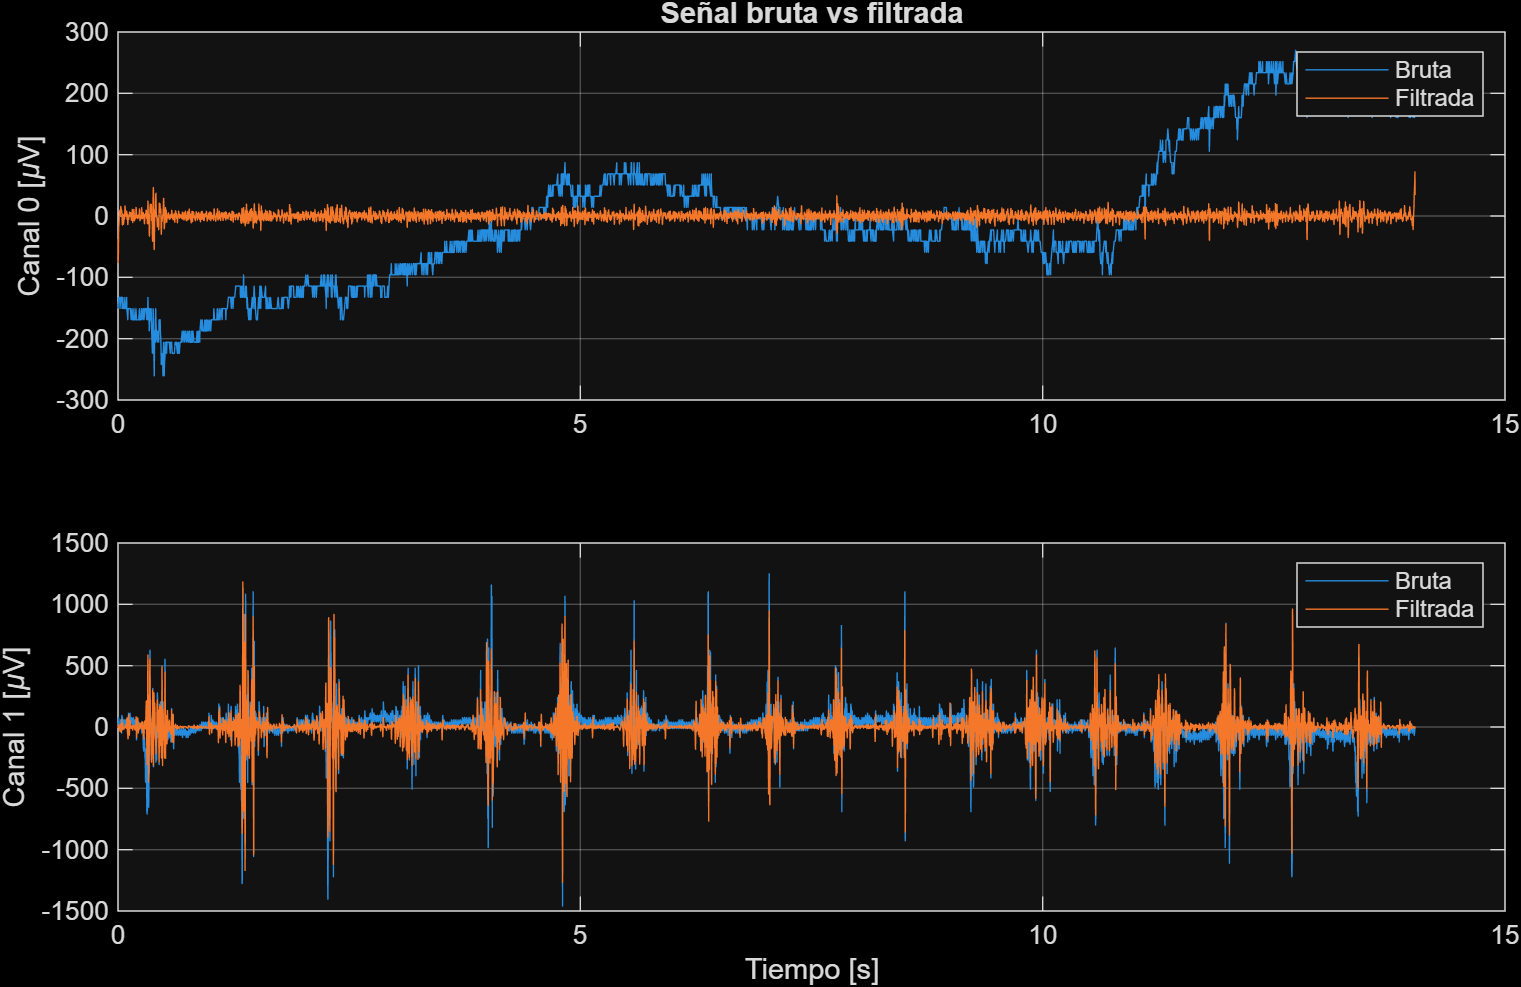 Señal bruta vs filtrada
300
200
100
0
-100
-200
-300
Canal 0 [µV]
Bruta
Filtrada
0 5 10 15
1500
1000
500
0
-500
-1000
-1500
Canal 1 [µV]
Bruta
Filtrada
0 5 10 15
Tiempo [s]